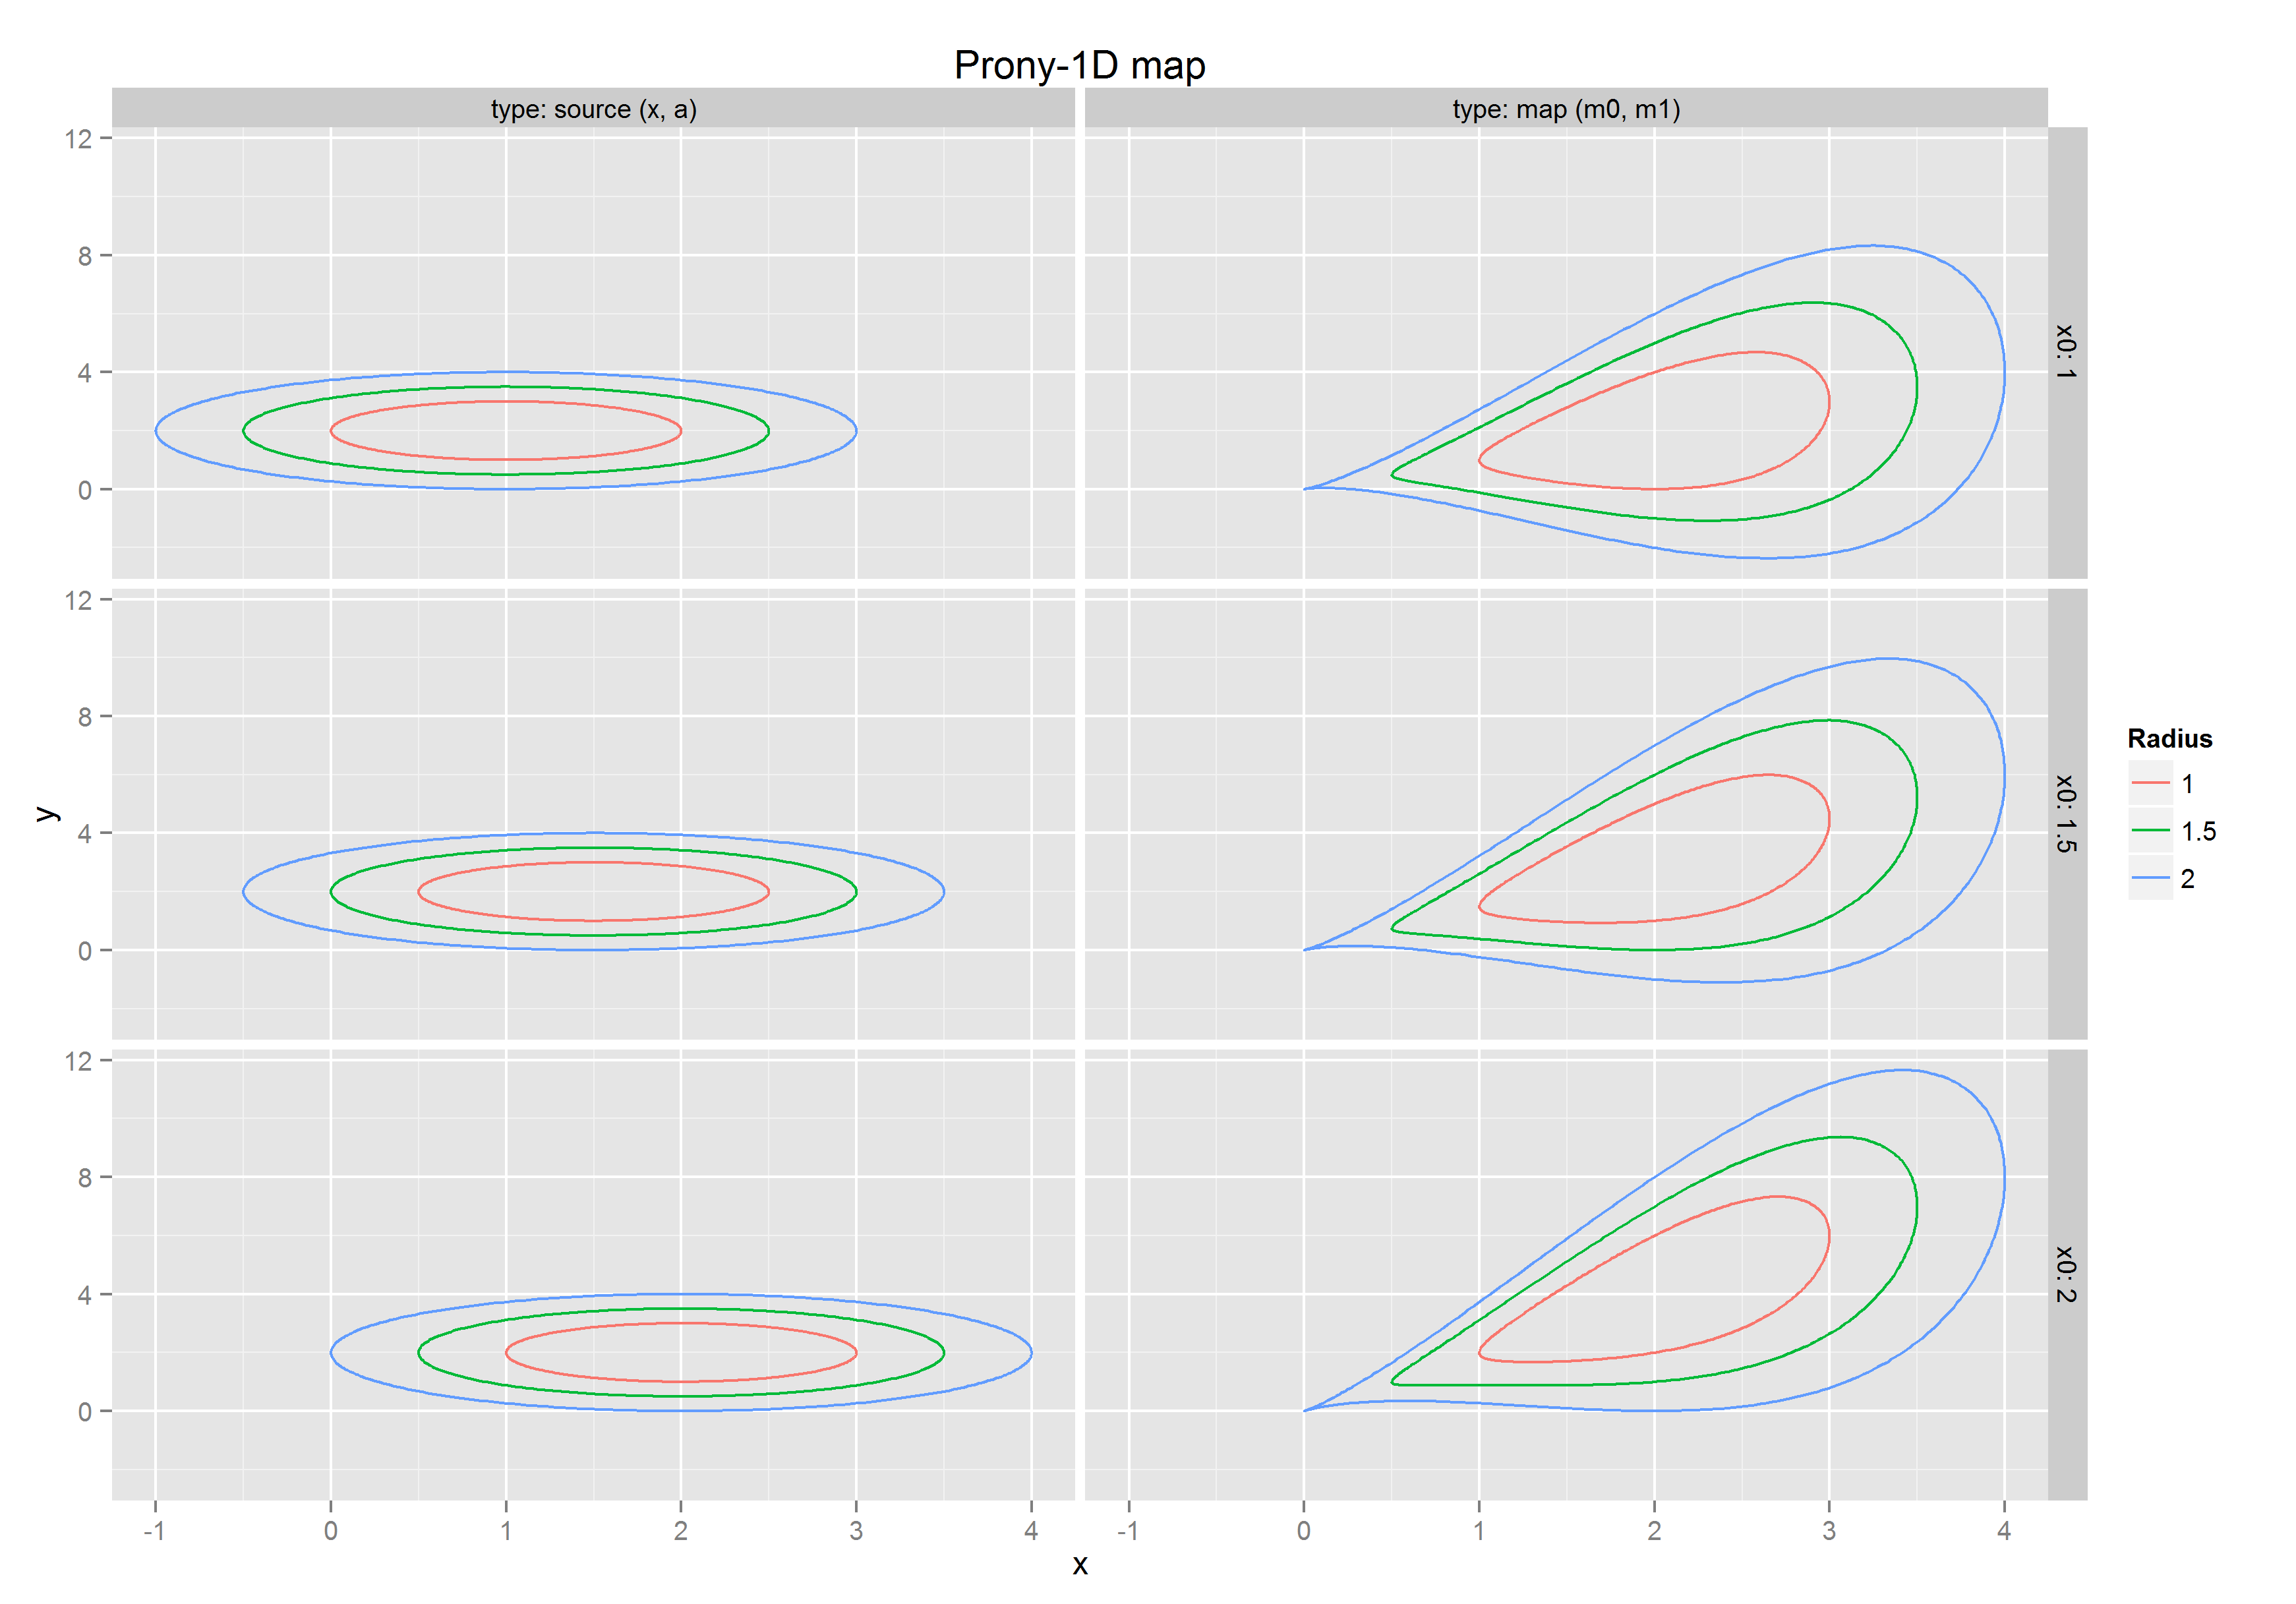 Prony-1D map
type: source (x, a)
type: map (m0, m1)
12
8
4
0
x0: 1
12
8
4
0
x0: 1.5
12
8
4
0
x0: 2
y
-1 0 1 2 3 4
-1 0 1 2 3 4
x
Radius
1
1.5
2